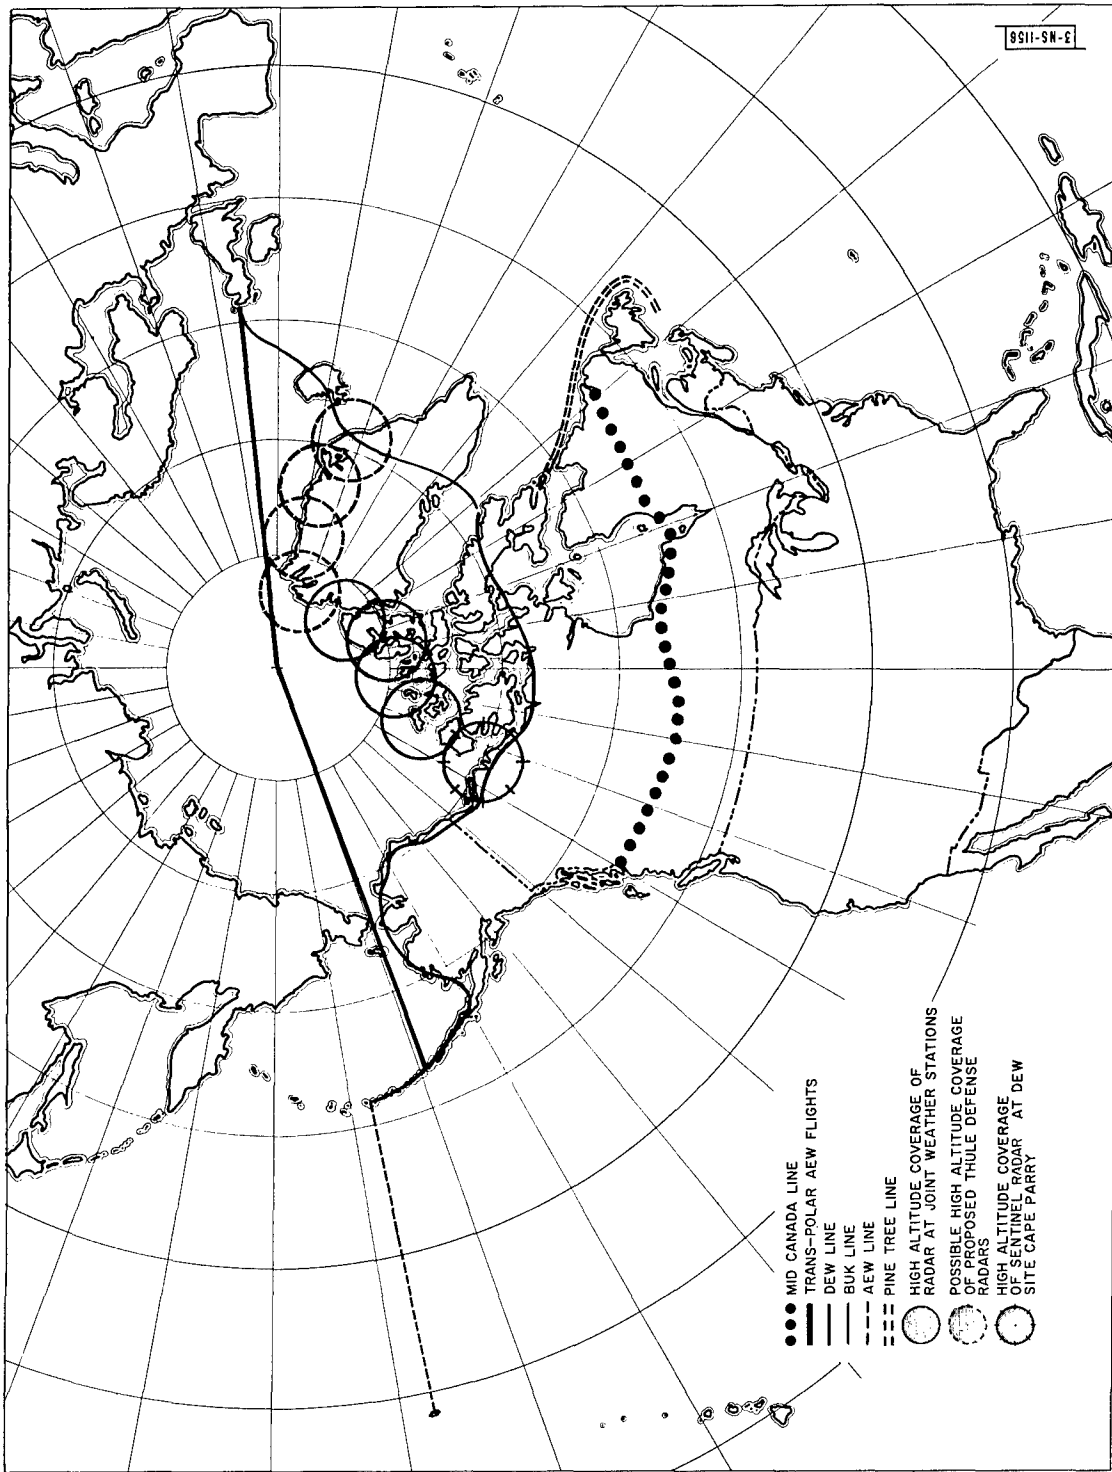 3-NS-1156
MID CANADA LINE
TRANS-POLAR AEW FLIGHTS
DEW LINE
BUK LINE
AEW LINE
PINE TREE LINE
HIGH ALTITUDE COVERAGE OF
RADAR AT JOINT WEATHER STATIONS
POSSIBLE HIGH ALTITUDE COVERAGE
OF PROPOSED THULE DEFENSE
RADARS
HIGH ALTITUDE COVERAGE
OF SENTINEL RADAR AT DEW
SITE CAPE PARRY